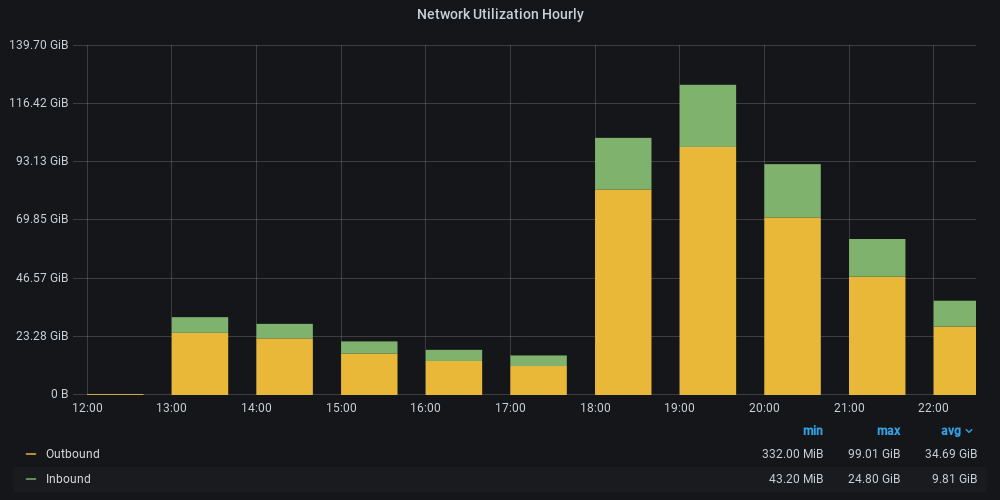 Network Utilization Hourly
139.70 GiB
116.42 GiB
93.13 GiB
69.85 GiB
46.57 GiB
23.28 GiB
0 B
12:00 13:00 14:00 15:00 16:00 17:00 18:00 19:00 20:00 21:00 22:00
min max avg
Outbound 332.00 MiB 99.01 GiB 34.69 GiB
Inbound 43.20 MiB 24.80 GiB 9.81 GiB